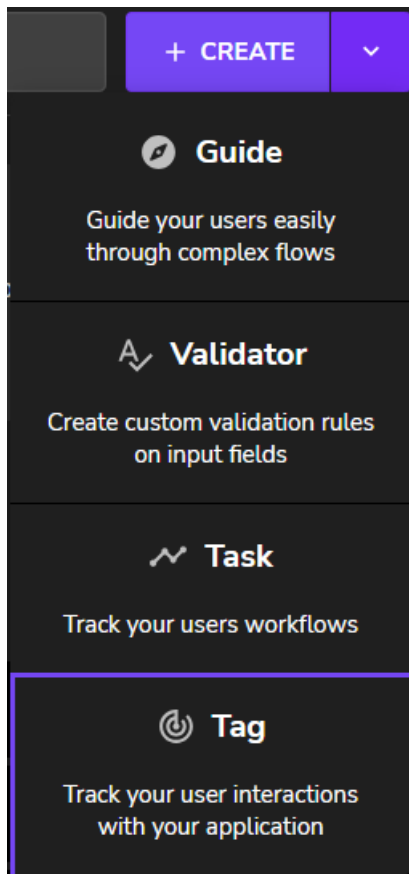 + CREATE
Guide
Guide your users easily
through complex flows
Validator
Create custom validation rules
on input fields
Task
Track your users workflows
Tag
Track your user interactions
with your application